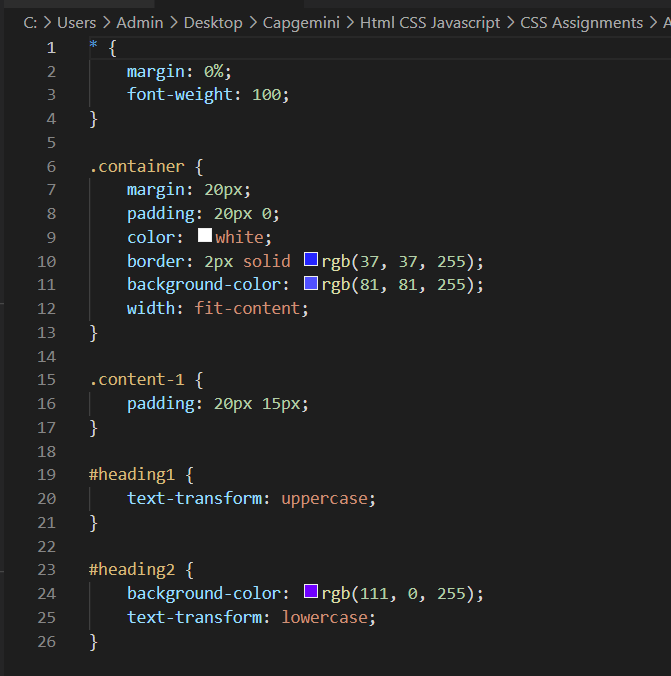 C: > Users > Admin > Desktop > Capgemini > Html CSS Javascript > CSS Assignments >
1 * {
2 margin: 0%;
3 font-weight: 100;
4 }
5
6 .container {
7 margin: 20px;
8 padding: 20px 0;
9 color: white;
10 border: 2px solid rgb(37, 37, 255);
11 background-color: rgb(81, 81, 255);
12 width: fit-content;
13 }
14
15 .content-1 {
16 padding: 20px 15px;
17 }
18
19 #heading1 {
20 text-transform: uppercase;
21 }
22
23 #heading2 {
24 background-color: rgb(111, 0, 255);
25 text-transform: lowercase;
26 }